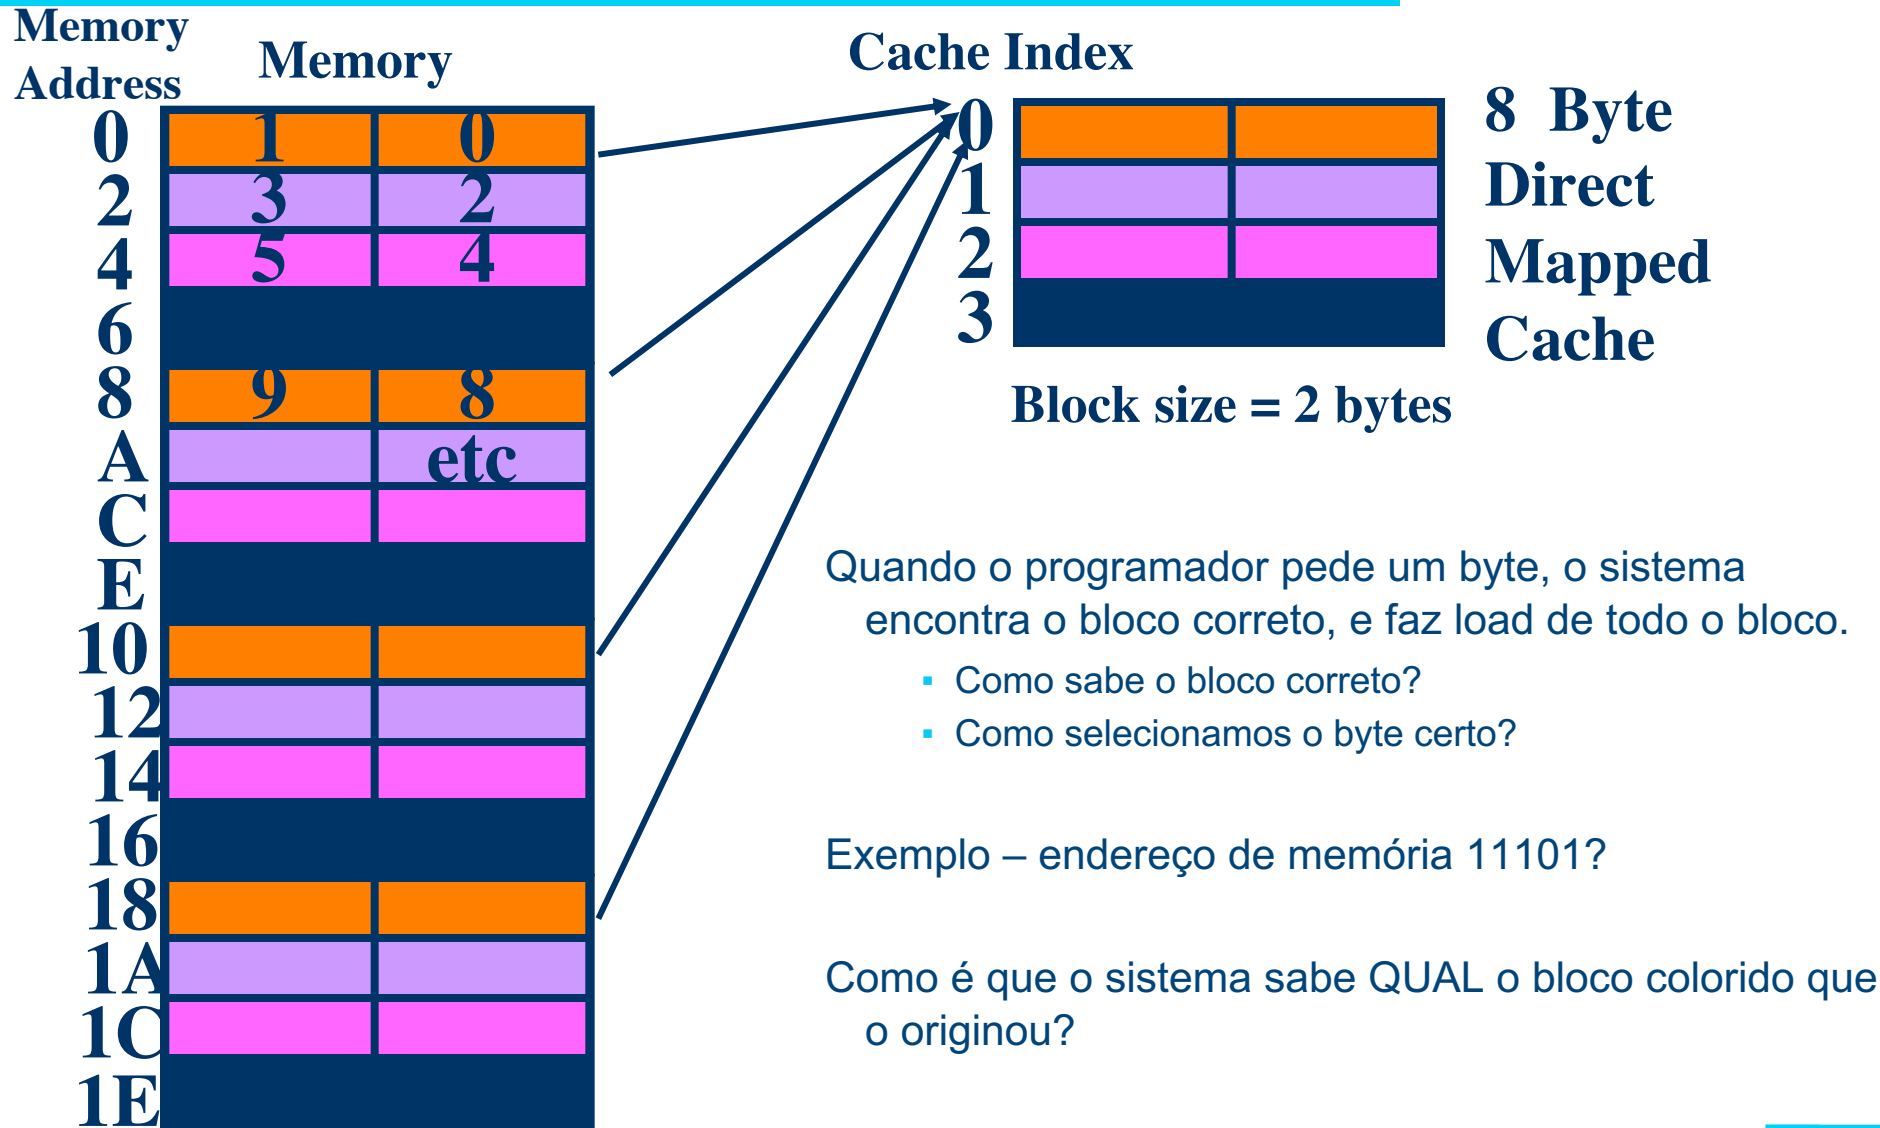 Memory
Address
Memory
0 1 0
2 3 2
4 5 4
6
8 9 8
A etc
C
E
10
12
14
16
18
1A
1C
1E
Cache Index
0
1
2
3
8 Byte
Direct
Mapped
Cache
Block size = 2 bytes
Quando o programador pede um byte, o sistema
encontra o bloco correto, e faz load de todo o bloco.
▪ Como sabe o bloco correto?
▪ Como selecionamos o byte certo?
Exemplo – endereço de memória 11101?
Como é que o sistema sabe QUAL o bloco colorido que
o originou?